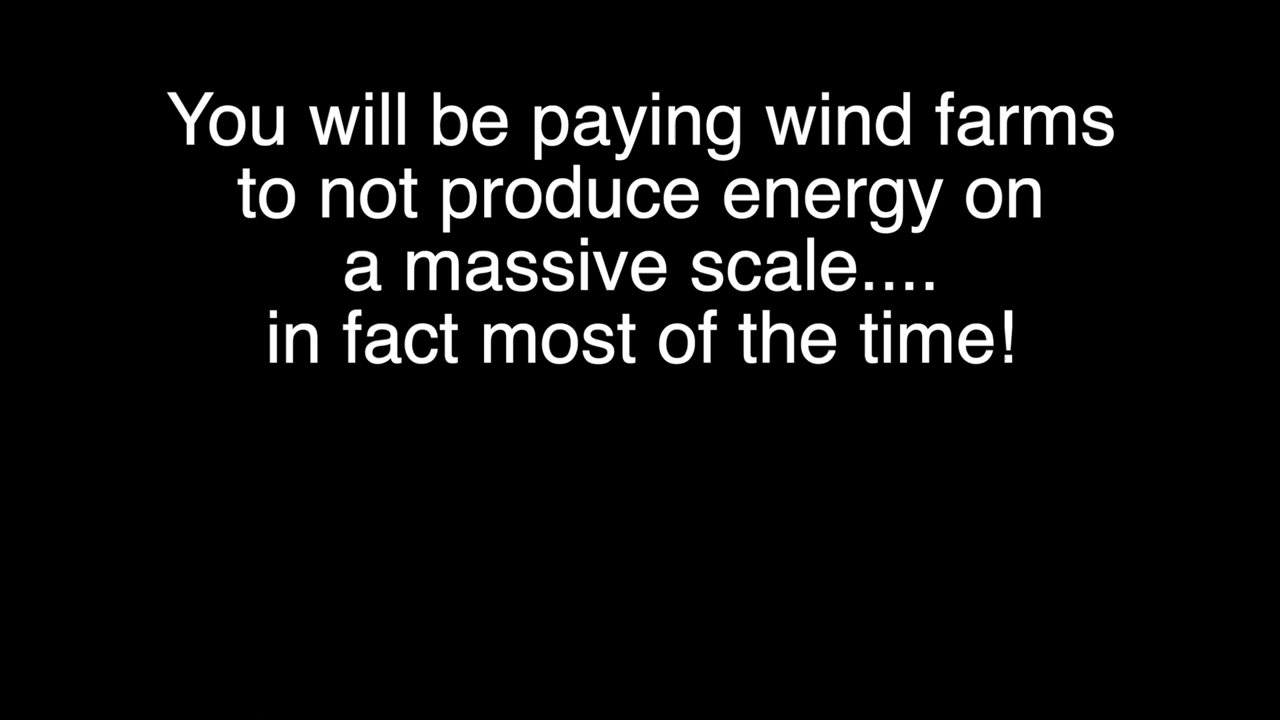 You will be paying wind farms
to not produce energy on
a massive scale....
in fact most of the time!